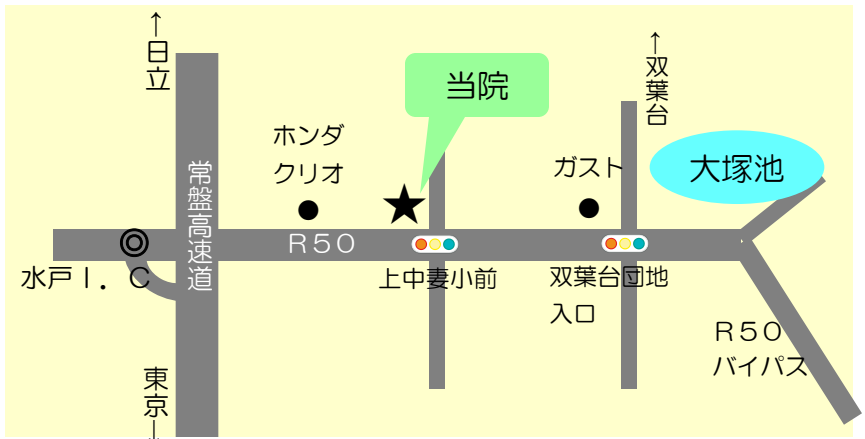 ↑日立
↑双葉台
当院
ホンダ
クリオ
ガスト
大塚池
常盤高速道
R50
水戸I．C
上中妻小前
双葉台団地
入口
R50
バイパス
東京